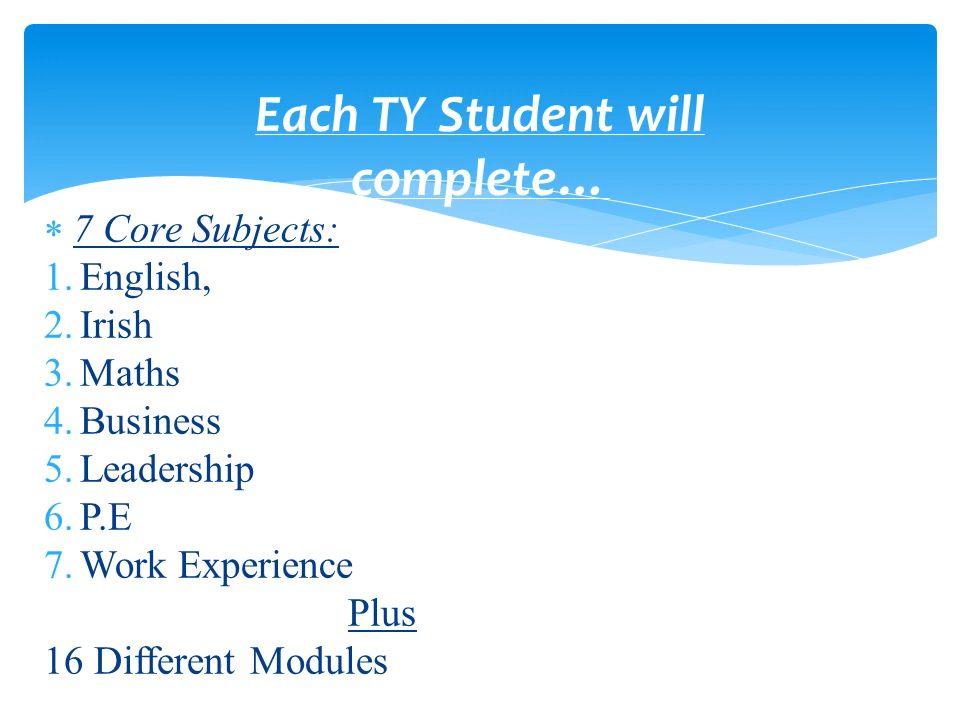 Each TY Student will
complete...
* 7 Core Subjects:
1. English,
2. Irish
3. Maths
4. Business
5. Leadership
6. P.E
7. Work Experience
Plus
16 Different Modules